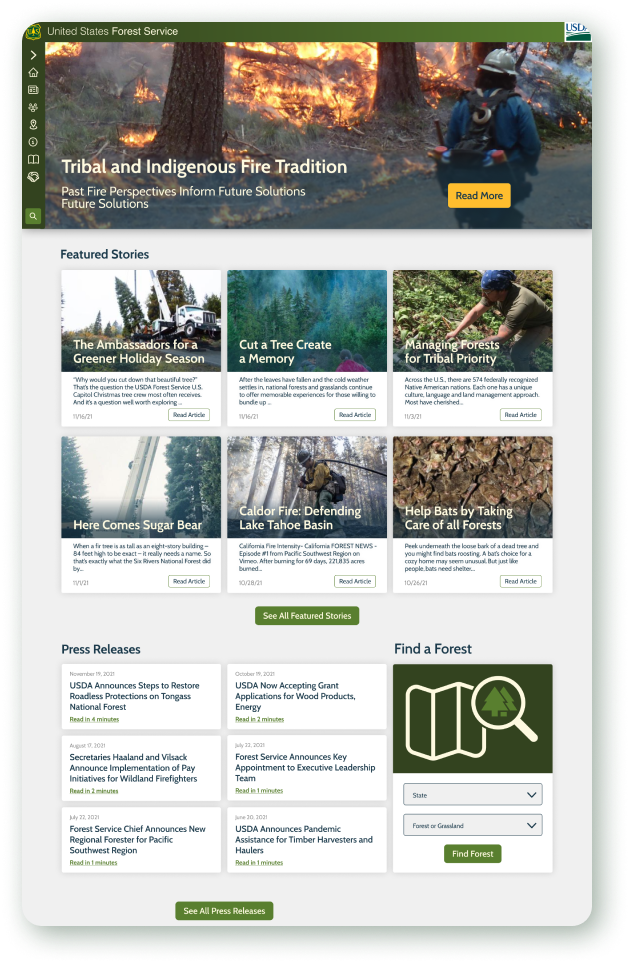 United States Forest Service
USDA
UAS
Tribal and Indigenous Fire Tradition
Past Fire Perspectives Inform Future Solutions
Future Solutions
Read More
Featured Stories
The Ambassadors for a
Greener Holiday Season
"Why would you cut down that beautiful tree?"
That's the question the USDA Forest Service U.S.
Capitol Christmas tree crew most often receives.
And it's a question well worth exploring ...
11/16/21
Read Article
Cut a Tree Create
a Memory
After the leaves have fallen and the cold weather
settles in, national forests and grasslands continue
to offer memorable experiences for those willing to
bundle up ...
11/16/21
Read Article
Managing Forests
for Tribal Priority
Across the U.S., there are 574 federally recognized
Native American nations. Each one has a unique
culture, language and land management approach.
Most have cherished...
11/3/21
Read Article
Here Comes Sugar Bear
When a fir tree is as tall as an eight-story building –
84 feet high to be exact – it really needs a name. So
that's exactly what the Six Rivers National Forest did
by...
11/1/21
Read Article
Caldor Fire: Defending
Lake Tahoe Basin
California Fire Intensity- California FOREST NEWS -
Episode #1 from Pacific Southwest Region on
Vimeo. After burning for 69 days, 221,835 acres
burned...
10/28/21
Read Article
Help Bats by Taking
Care of all Forests
Peek underneath the loose bark of a dead tree and
you might find bats roosting. A bat's choice for a
cozy home may seem unusual. But just like
people, bats need shelter...
10/26/21
Read Article
See All Featured Stories
Press Releases
November 19, 2021
USDA Announces Steps to Restore
Roadless Protections on Tongass
National Forest
Read in 4 minutes
October 19, 2021
USDA Now Accepting Grant
Applications for Wood Products,
Energy
Read in 2 minutes
August 17, 2021
Secretaries Haaland and Vilsack
Announce Implementation of Pay
Initiatives for Wildland Firefighters
Read in 2 minutes
July 22, 2021
Forest Service Announces Key
Appointment to Executive Leadership
Team
Read in 1 minutes
July 22, 2021
Forest Service Chief Announces New
Regional Forester for Pacific
Southwest Region
Read in 1 minutes
June 20, 2021
USDA Announces Pandemic
Assistance for Timber Harvesters and
Haulers
Read in 1 minutes
See All Press Releases
Find a Forest
State
Forest or Grassland
Find Forest